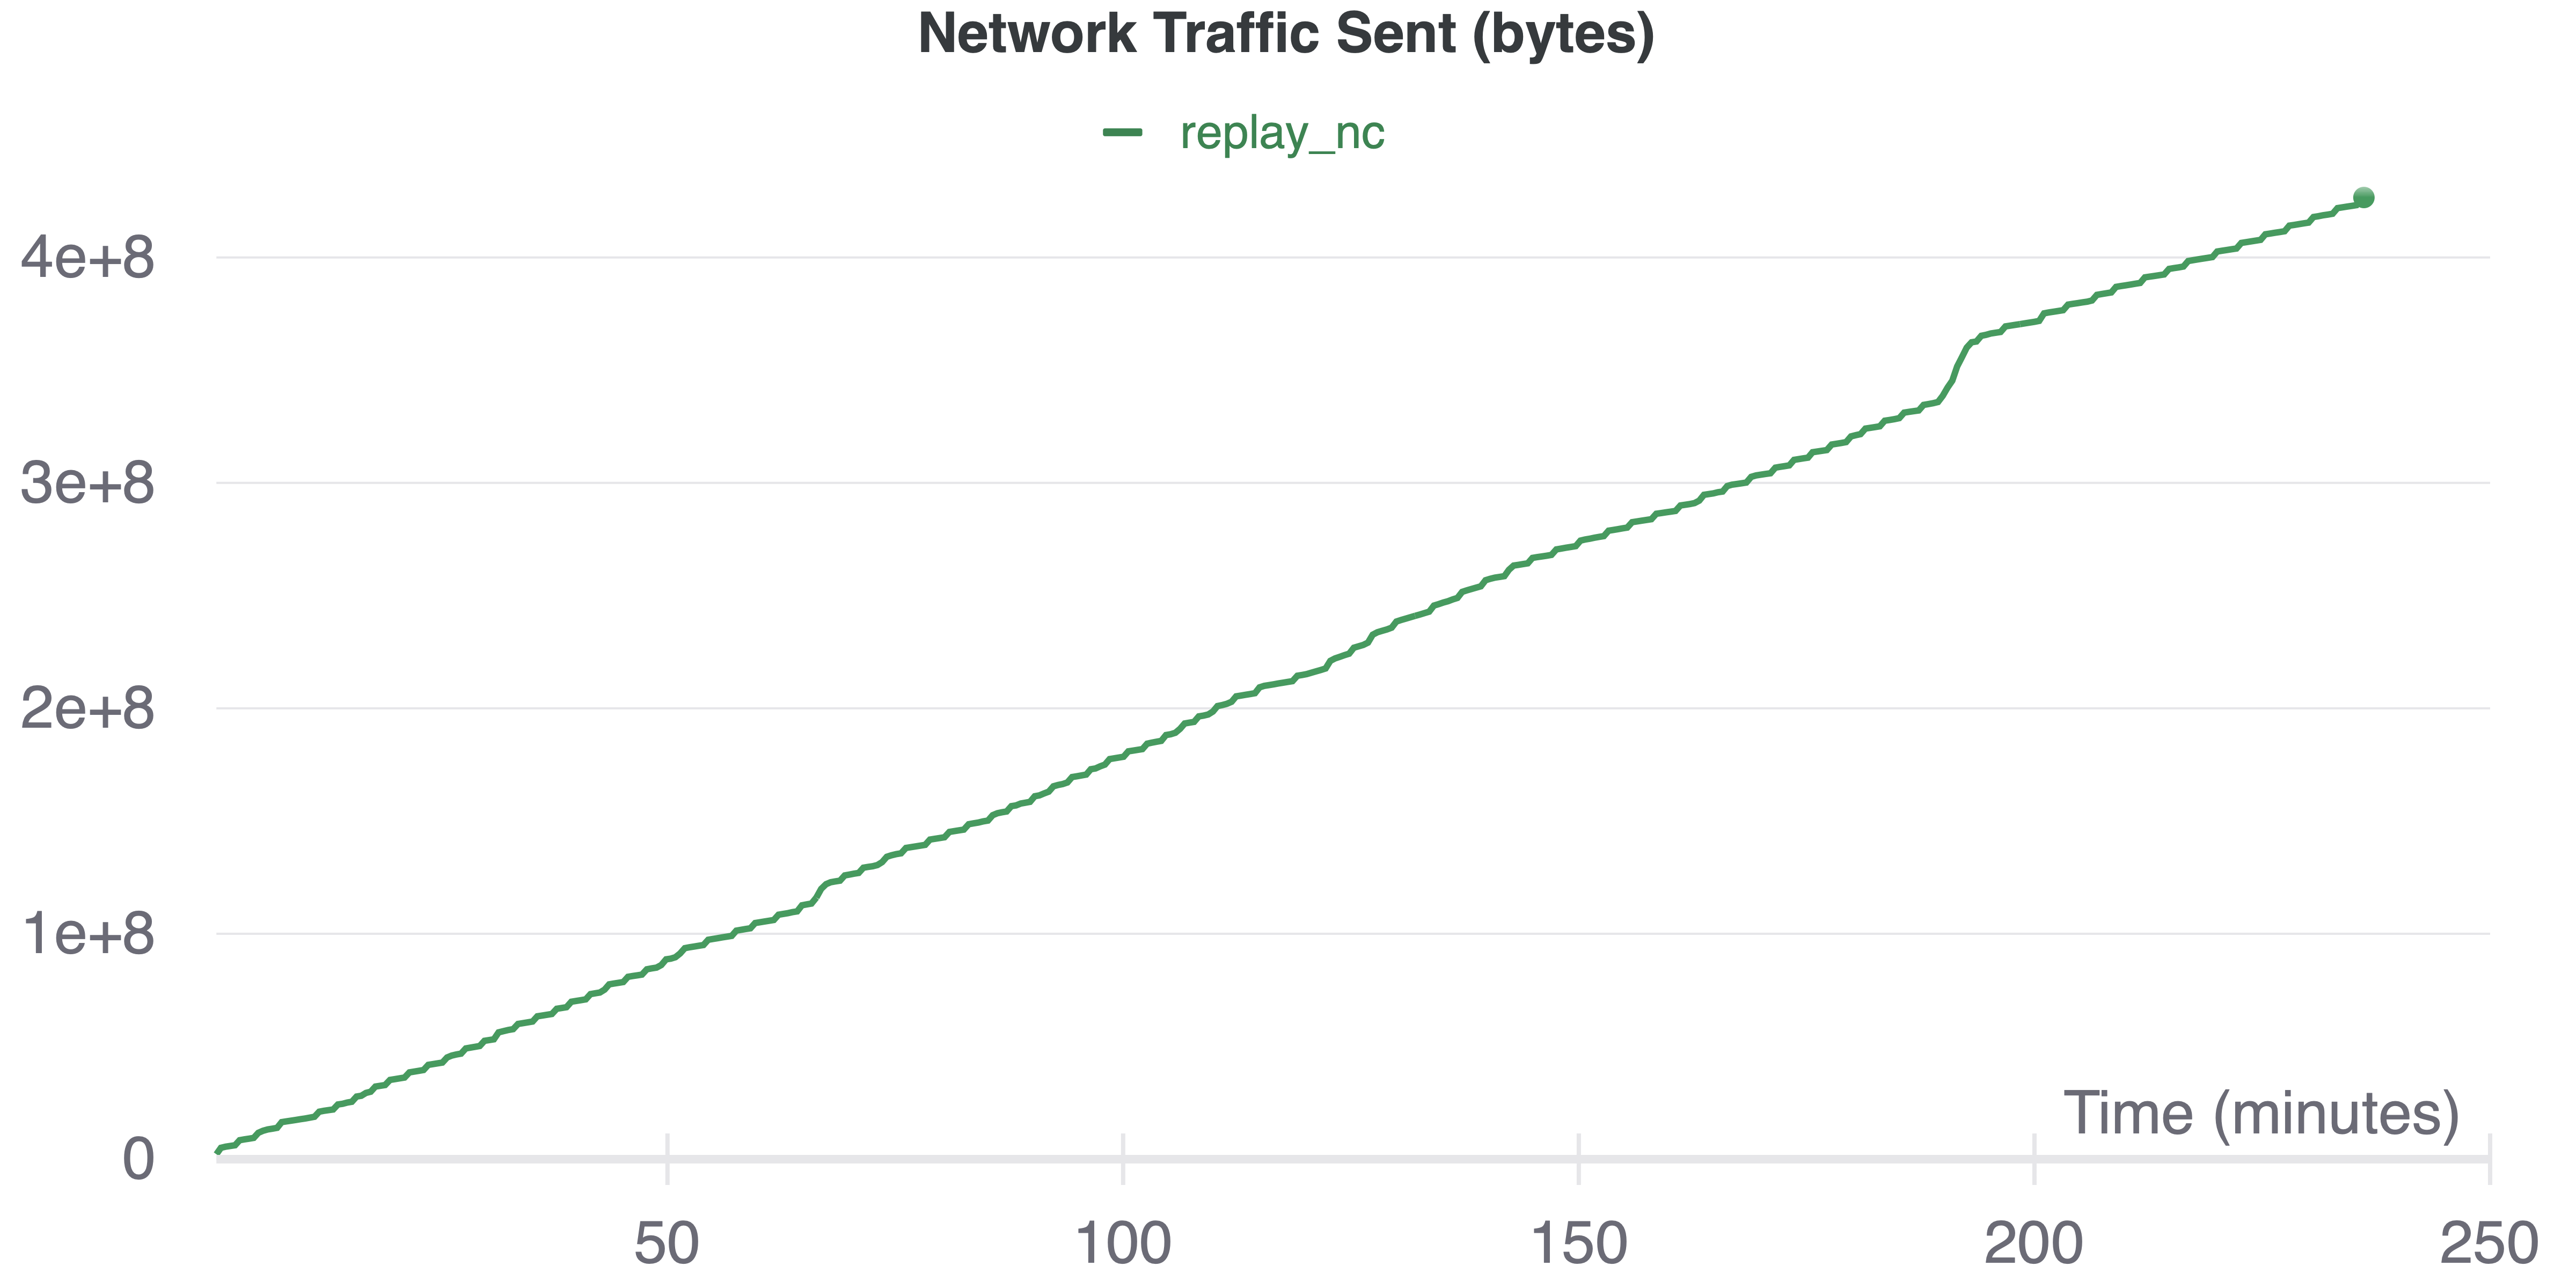 Network Traffic Sent (bytes)
replay_nc
4e+8
3e+8
2e+8
1e+8
0
Time (minutes)
50 100 150 200 250